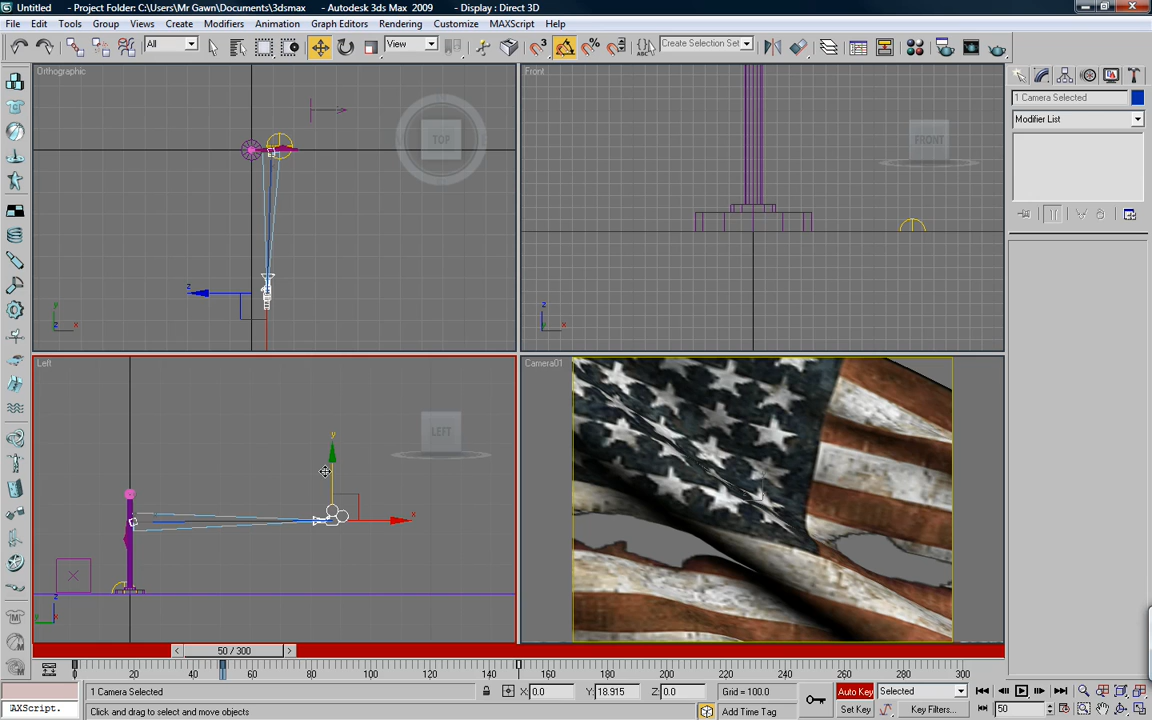 Untitled - Project Folder: C:\Users\Mr Gawn\Documents\3dsmax - Autodesk 3ds Max 2009 - Display : Direct 3D
File Edit Tools Group Views Create Modifiers Animation Graph Editors Rendering Customize MAXScript Help
All View Create Selection Set
Orthographic
TOP
Front
FRONT
1 Camera Selected
Modifier List
Left
LEFT
Camera01
50 / 300
0 20 40 60 80 100 120 140 160 180 200 220 240 260 280 300
1 Camera Selected X: 0.0 Y: 18.915 Z: 0.0 Grid = 100.0 Auto Key Selected
AXScript. Click and drag to select and move objects Add Time Tag Set Key Key Filters... 50